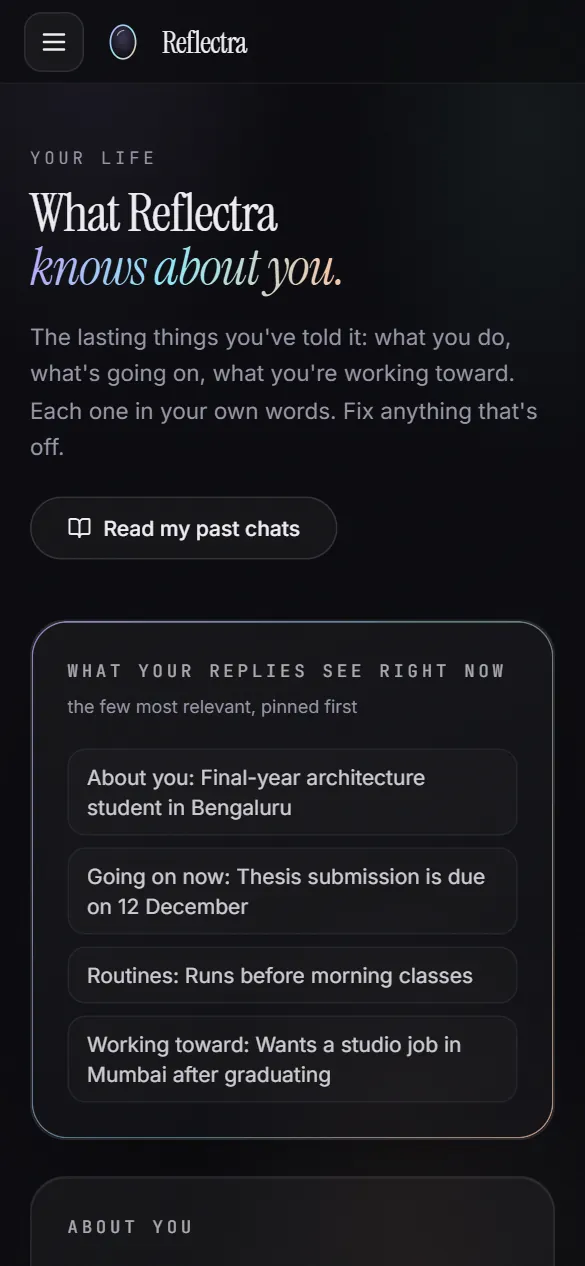 Reflectra
YOUR LIFE
What Reflectra
knows about you.
The lasting things you've told it: what you do,
what's going on, what you're working toward.
Each one in your own words. Fix anything that's
off.
Read my past chats
WHAT YOUR REPLIES SEE RIGHT NOW
the few most relevant, pinned first
About you: Final-year architecture
student in Bengaluru
Going on now: Thesis submission is due
on 12 December
Routines: Runs before morning classes
Working toward: Wants a studio job in
Mumbai after graduating
ABOUT YOU